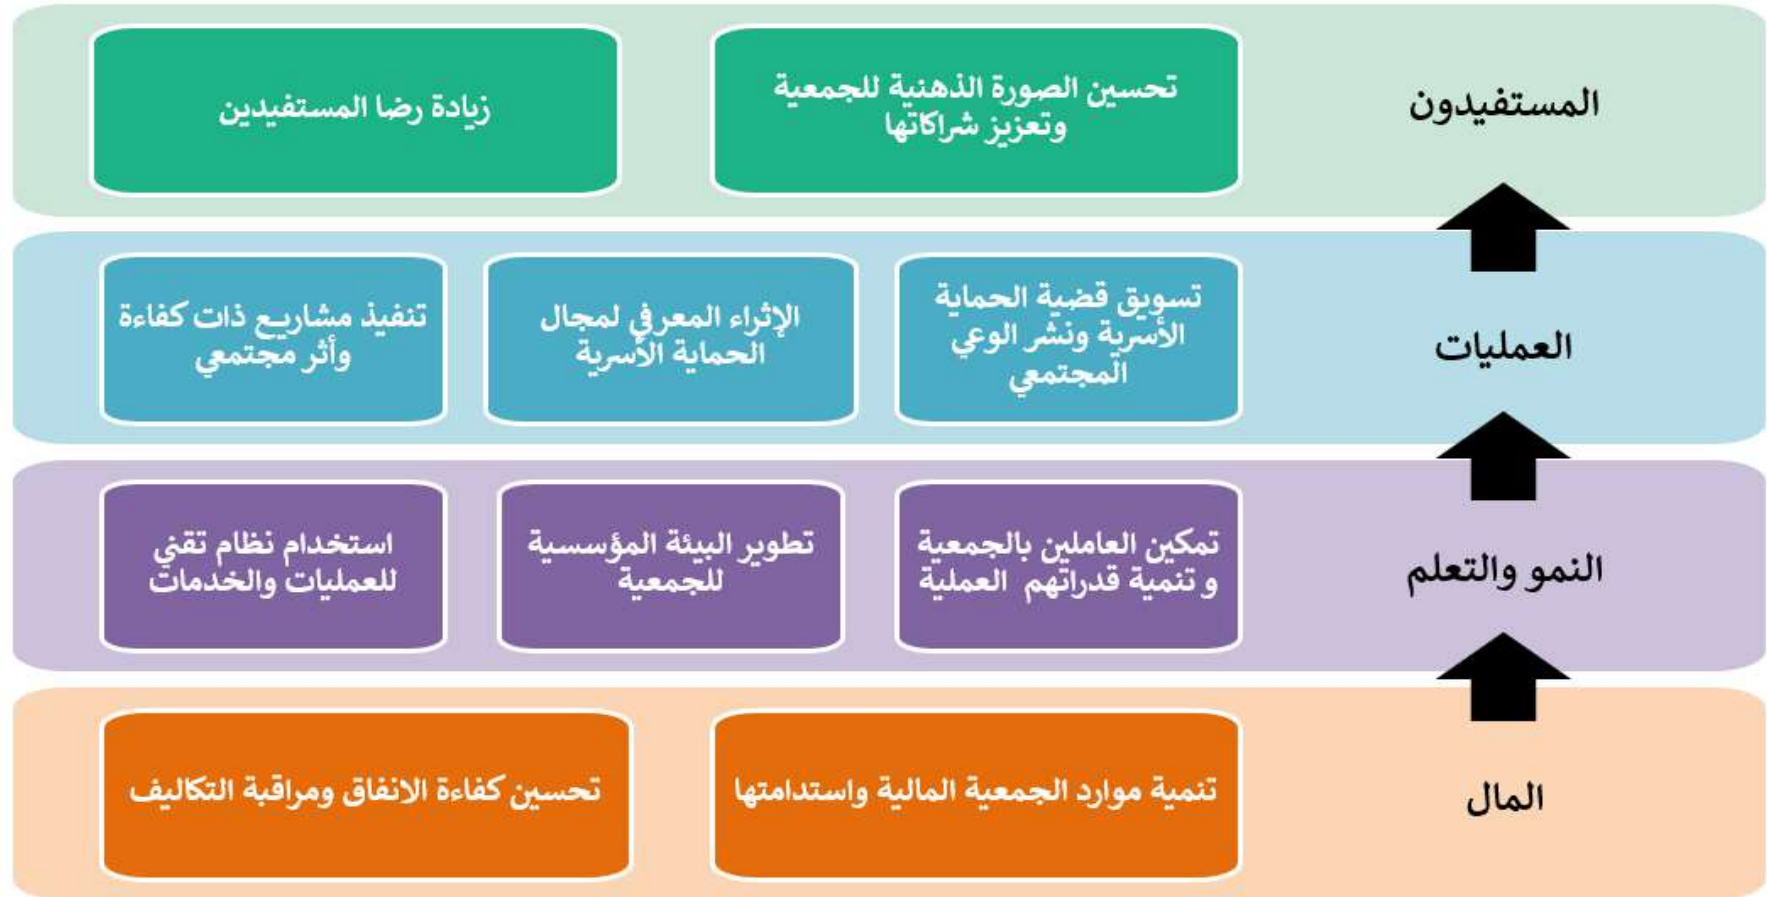 المستفيدون
تحسين الصورة الذهنية للجمعية
وتعزيز شراكاتها
زيادة رضا المستفيدين
العمليات
تسويق قضية الحماية
الأسرية ونشر الوعي
المجتمعي
الإثراء المعرفي لمجال
الحماية الأسرية
تنفيذ مشاريع ذات كفاءة
وأثر مجتمعي
النمو والتعلم
تمكين العاملين بالجمعية
و تنمية قدراتهم العملية
تطوير البيئة المؤسسية
للجمعية
استخدام نظام تقني
للعمليات والخدمات
المال
تنمية موارد الجمعية المالية واستدامتها
تحسين كفاءة الانفاق ومراقبة التكاليف